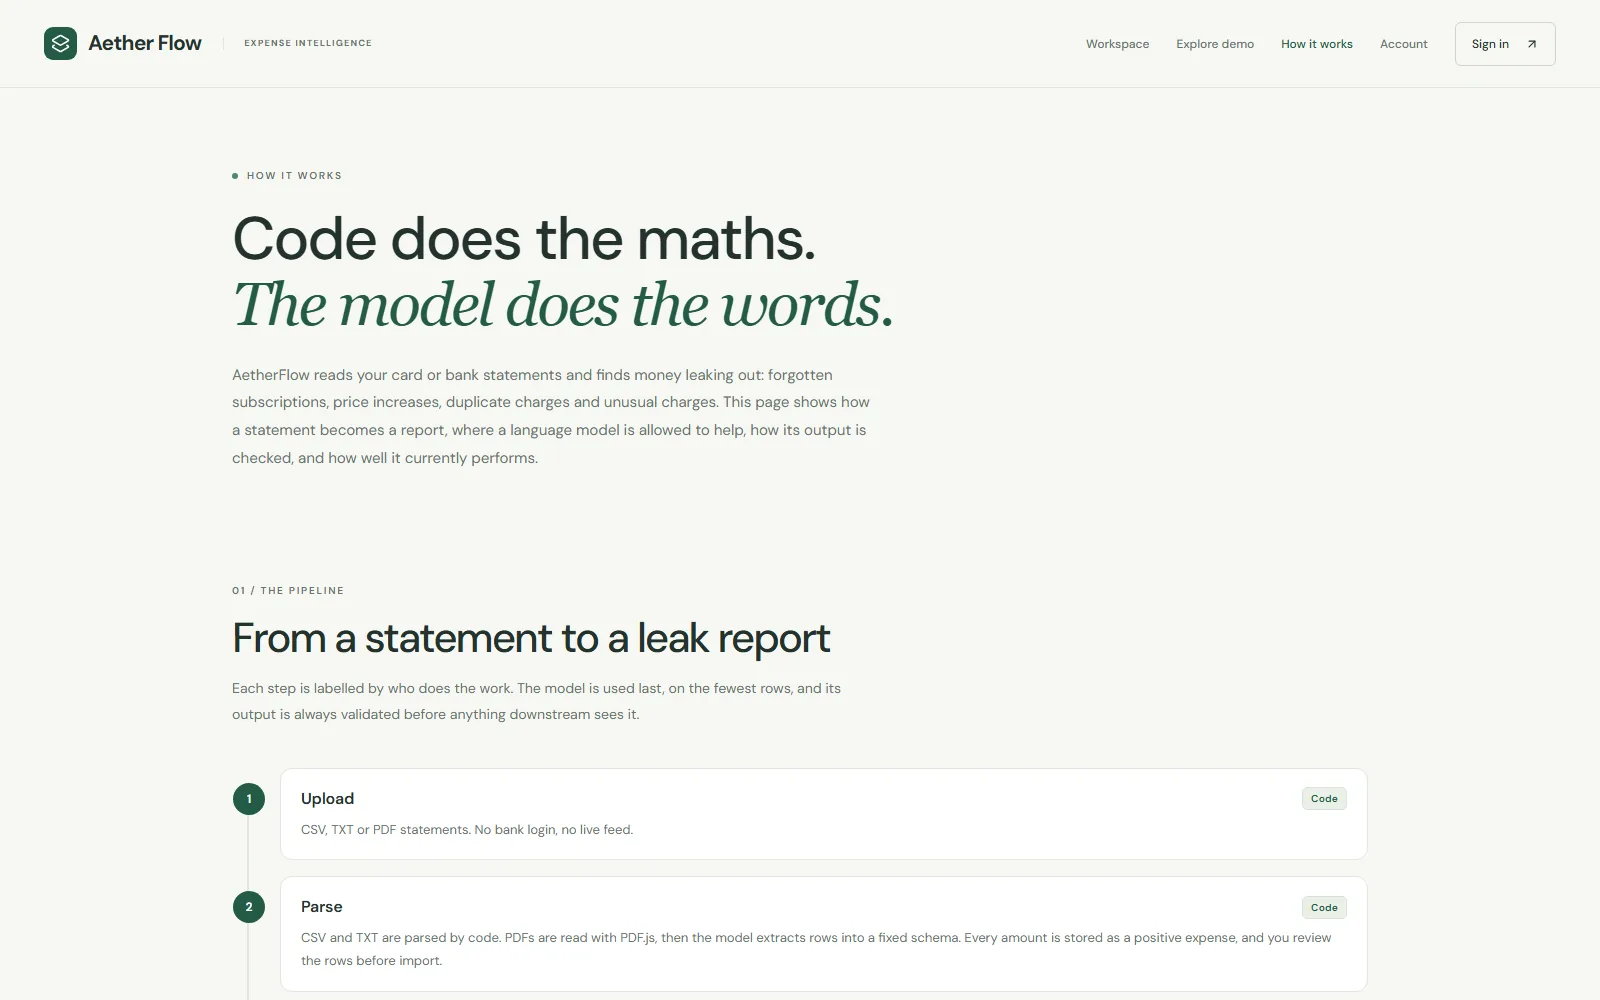 Aether Flow
EXPENSE INTELLIGENCE
Workspace
Explore demo
How it works
Account
Sign in
HOW IT WORKS
Code does the maths.
The model does the words.
AetherFlow reads your card or bank statements and finds money leaking out: forgotten
subscriptions, price increases, duplicate charges and unusual charges. This page shows how
a statement becomes a report, where a language model is allowed to help, how its output is
checked, and how well it currently performs.
01 / THE PIPELINE
From a statement to a leak report
Each step is labelled by who does the work. The model is used last, on the fewest rows, and its
output is always validated before anything downstream sees it.
1
Upload
Code
CSV, TXT or PDF statements. No bank login, no live feed.
2
Parse
Code
CSV and TXT are parsed by code. PDFs are read with PDF.js, then the model extracts rows into a fixed schema. Every amount is stored as a positive expense, and you review
the rows before import.